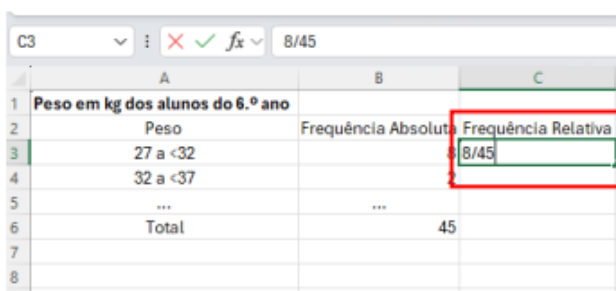 C3 fx 8/45
A B C
1 Peso em kg dos alunos do 6.º ano
2 Peso Frequência Absoluta Frequência Relativa
3 27 a <32 8 8/45
4 32 a <37 2
5 ... ...
6 Total 45
7
8